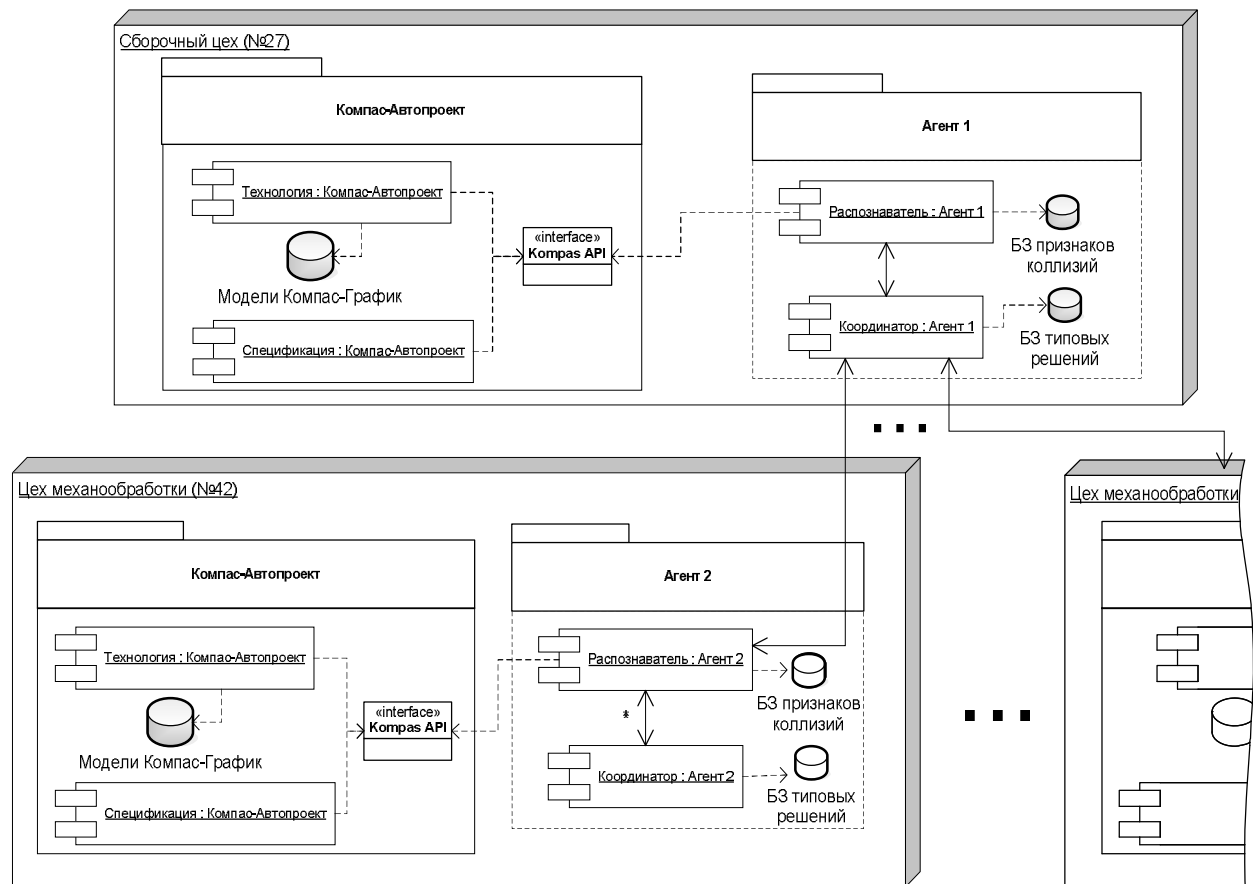 Сборочный цех (№27)
Компас-Автопроект
Агент 1
Технология : Компас-Автопроект
Модели Компас-График
Спецификация : Компас-Автопроект
«interface»
Kompas API
Распознаватель : Агент 1
БЗ признаков
коллизий
Координатор : Агент 1
БЗ типовых
решений
Цех механообработки (№42)
Компас-Автопроект
Агент 2
Технология : Компас-Автопроект
Модели Компас-График
Спецификация : Компас-Автопроект
«interface»
Kompas API
Распознаватель : Агент 2
БЗ признаков
коллизий
*
Координатор : Агент 2
БЗ типовых
решений
Цех механообработки